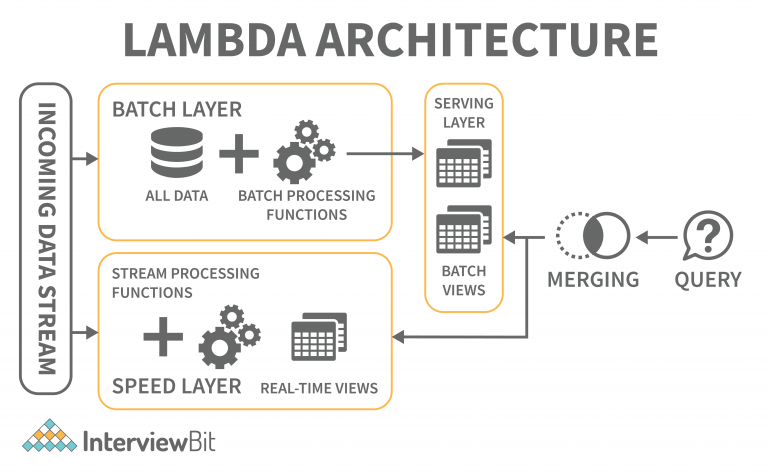 LAMBDA ARCHITECTURE
INCOMING DATA STREAM
BATCH LAYER
ALL DATA
BATCH PROCESSING
FUNCTIONS
SERVING
LAYER
BATCH
VIEWS
MERGING
?
QUERY
STREAM PROCESSING
FUNCTIONS
SPEED LAYER
REAL-TIME VIEWS
InterviewBit